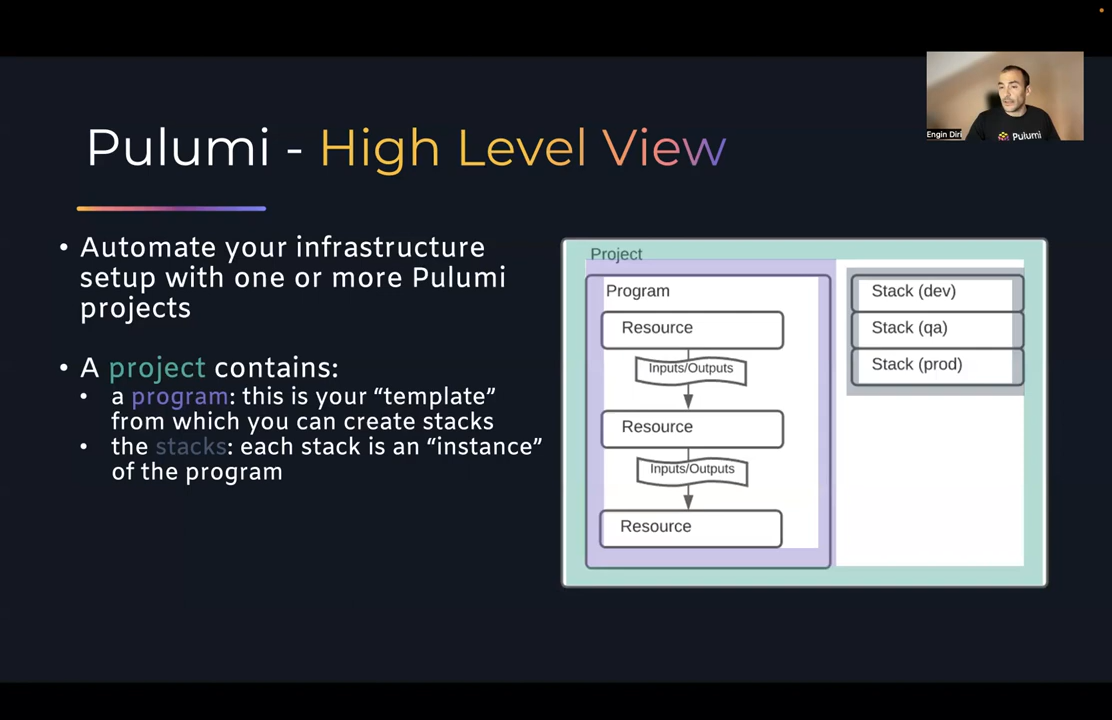 Pulumi
Engin Diri
Pulumi - High Level View
• Automate your infrastructure
setup with one or more Pulumi
projects
• A project contains:
• a program: this is your “template”
from which you can create stacks
• the stacks: each stack is an “instance”
of the program
Project
Program
Resource
Inputs/Outputs
Resource
Inputs/Outputs
Resource
Stack (dev)
Stack (qa)
Stack (prod)